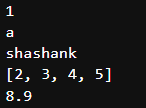 1
a
shashank
[2, 3, 4, 5]
8.9